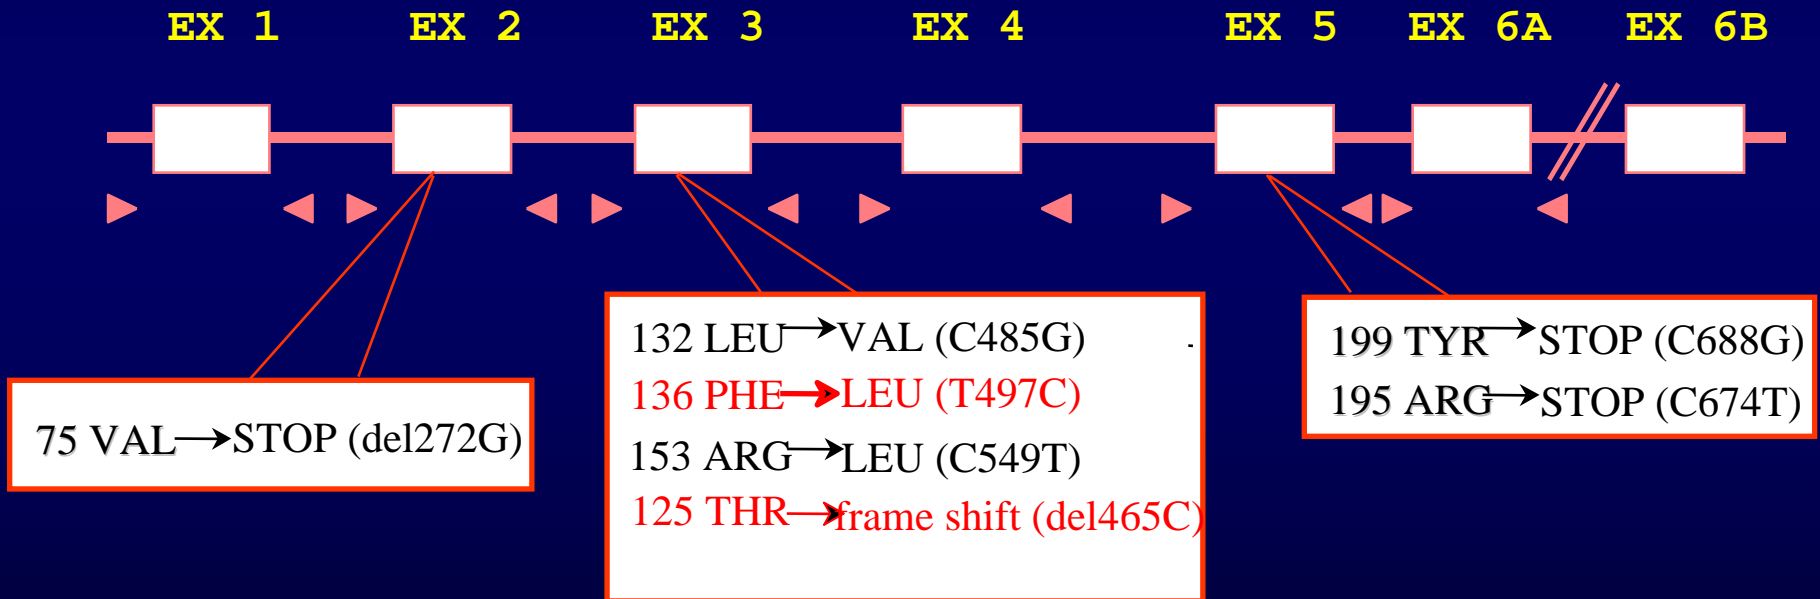 EX 1 EX 2 EX 3 EX 4 EX 5 EX 6A EX 6B
75 VAL→STOP (del272G)
132 LEU→VAL (C485G) -
136 PHE→LEU (T497C)
153 ARG→LEU (C549T)
125 THR→frame shift (del465C)
199 TYR→STOP (C688G)
195 ARG→STOP (C674T)